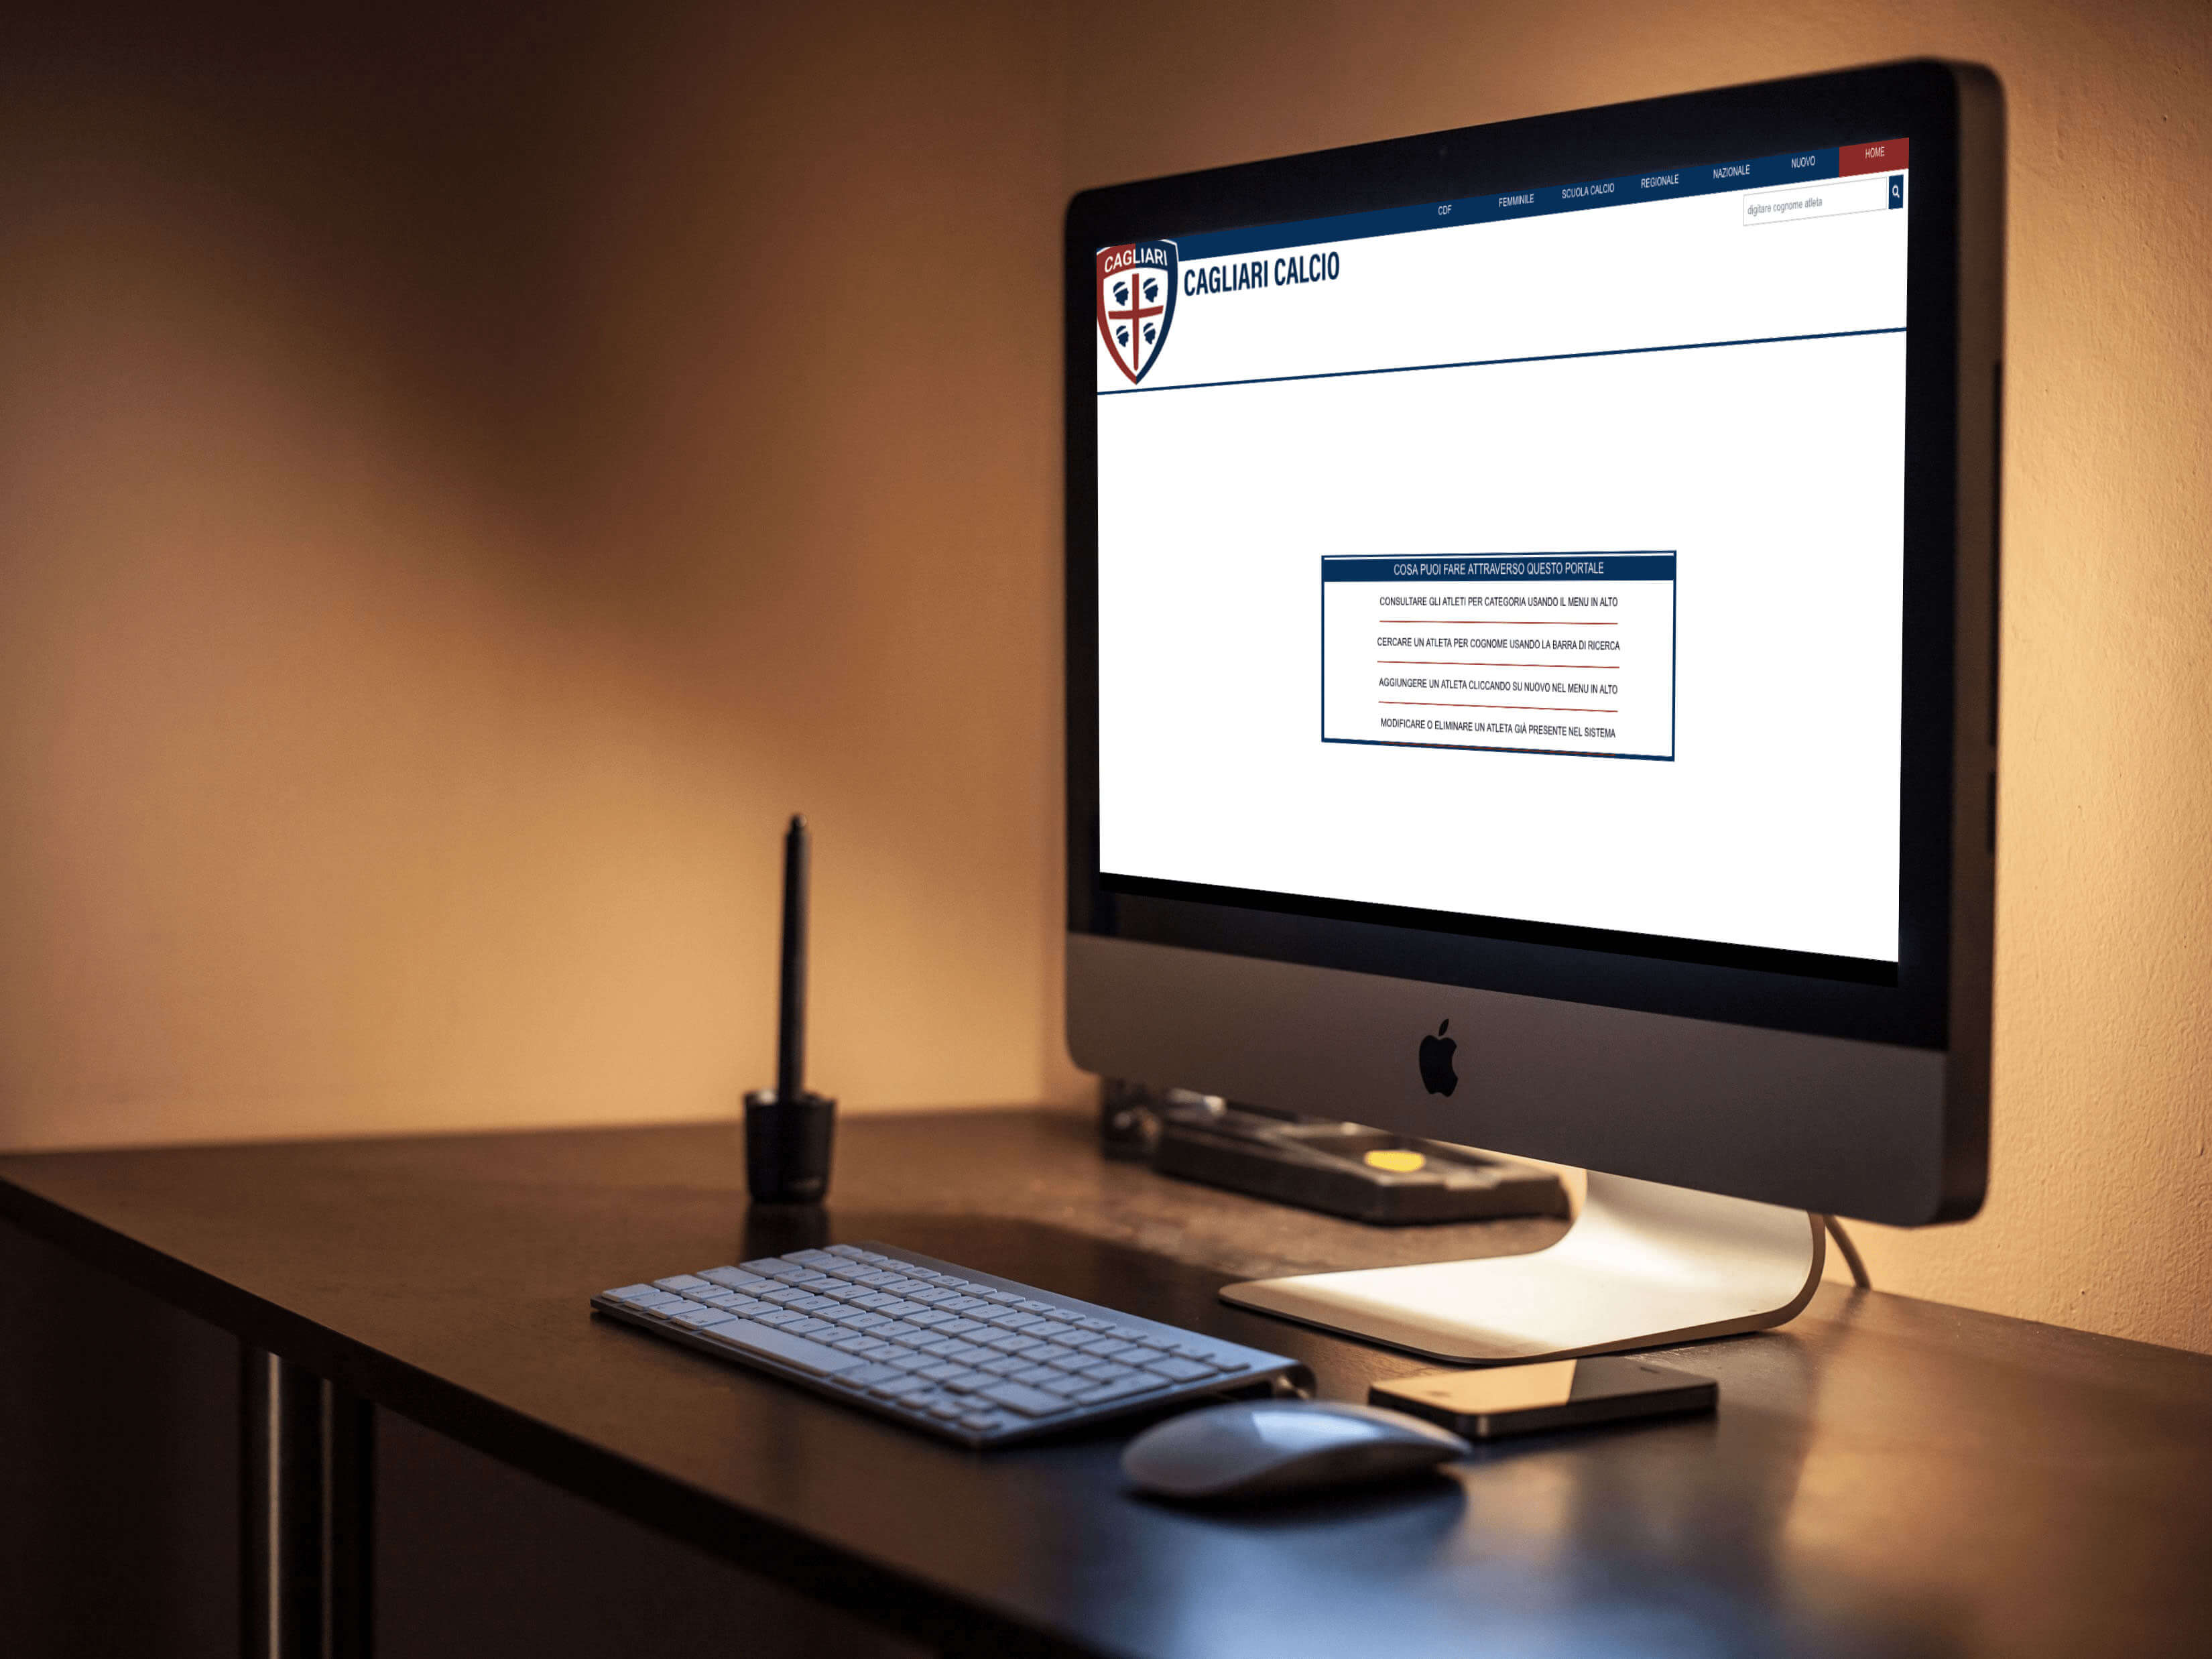 CDF
FEMMINILE
SCUOLA CALCIO
REGIONALE
NAZIONALE
NUOVO
HOME
digitare cognome atleta
CAGLIARI
CAGLIARI CALCIO
COSA PUOI FARE ATTRAVERSO QUESTO PORTALE
CONSULTARE GLI ATLETI PER CATEGORIA USANDO IL MENU IN ALTO
CERCARE UN ATLETA PER COGNOME USANDO LA BARRA DI RICERCA
AGGIUNGERE UN ATLETA CLICCANDO SU NUOVO NEL MENU IN ALTO
MODIFICARE O ELIMINARE UN ATLETA GIÀ PRESENTE NEL SISTEMA